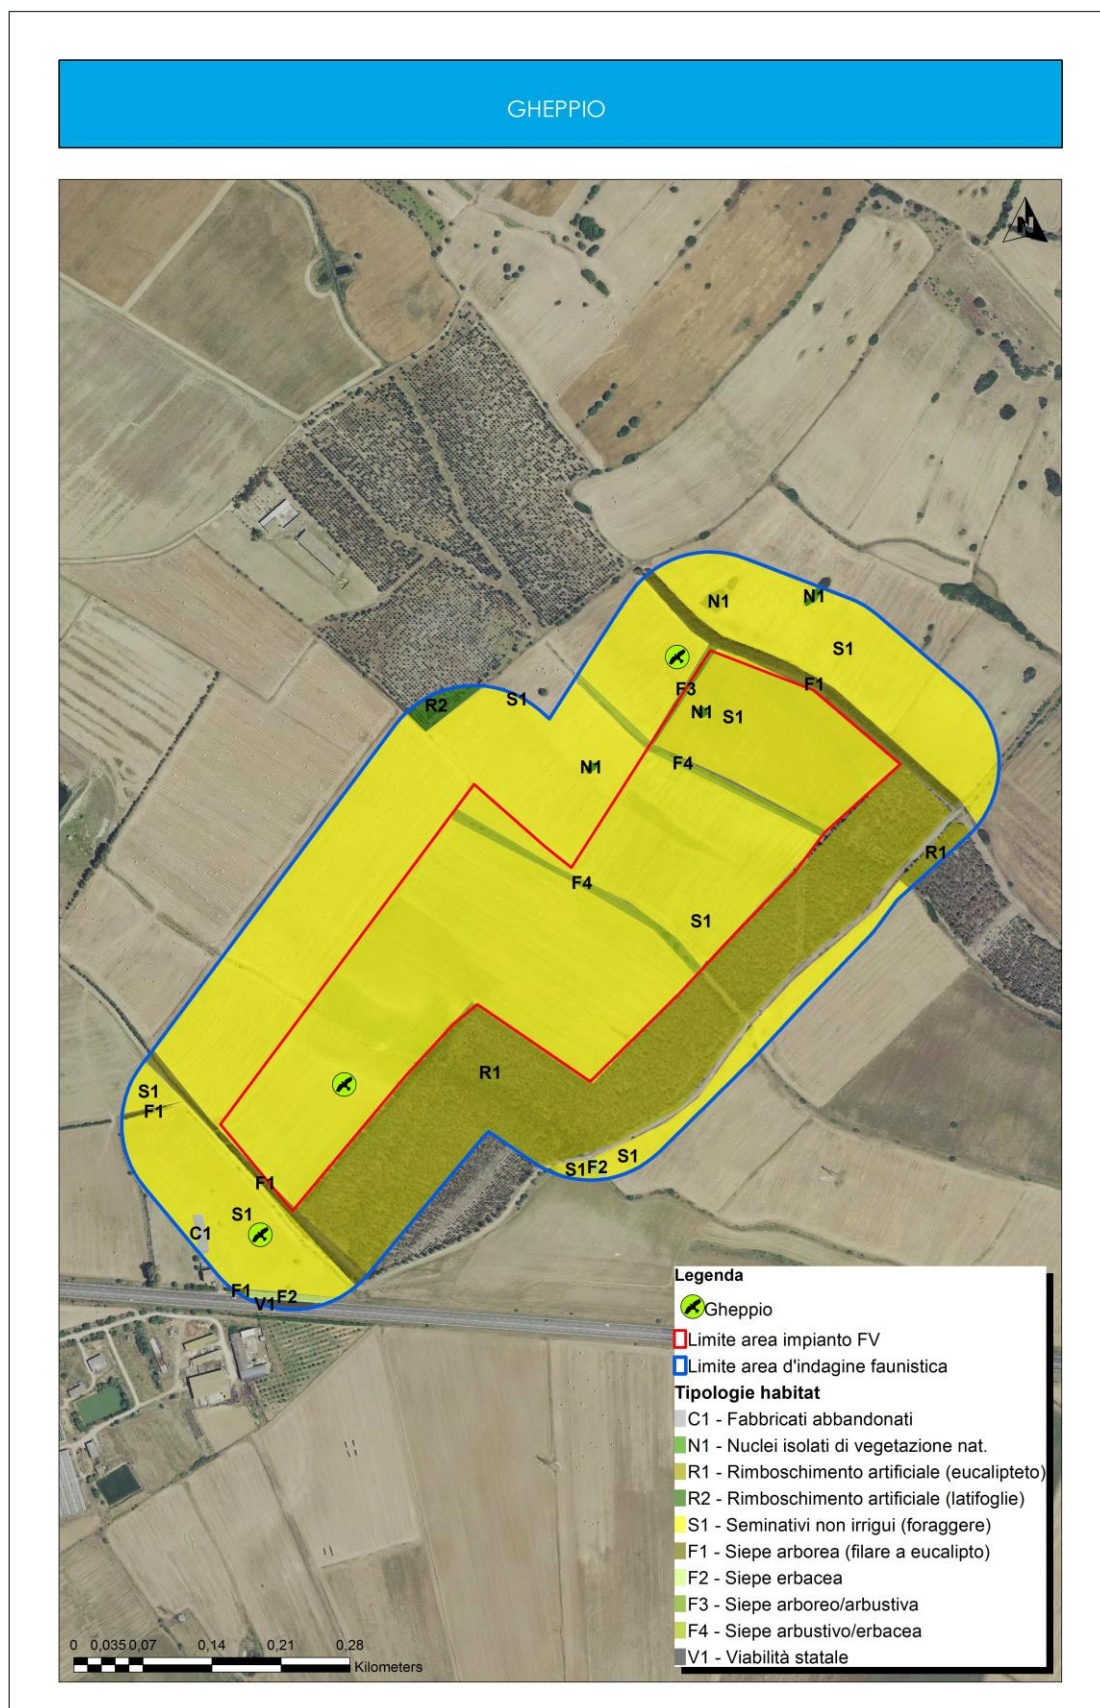 GHEPPIO
N
N1
N1
S1
F1
F3
N1
S1
S1
R2
N1
F4
F4
R1
S1
R1
S1
F1
F1
S1
C1
S1
F2
S1
F1
V1
F2
Legenda
Gheppio
Limite area impianto FV
Limite area d'indagine faunistica
Tipologie habitat
C1 - Fabbricati abbandonati
N1 - Nuclei isolati di vegetazione nat.
R1 - Rimboschimento artificiale (eucalipteto)
R2 - Rimboschimento artificiale (latifoglie)
S1 - Seminativi non irrigui (foraggere)
F1 - Siepe arborea (filare a eucalipto)
F2 - Siepe erbacea
F3 - Siepe arboreo/arbustiva
F4 - Siepe arbustivo/erbacea
V1 - Viabilità statale
0 0,035 0,07 0,14 0,21 0,28
Kilometers